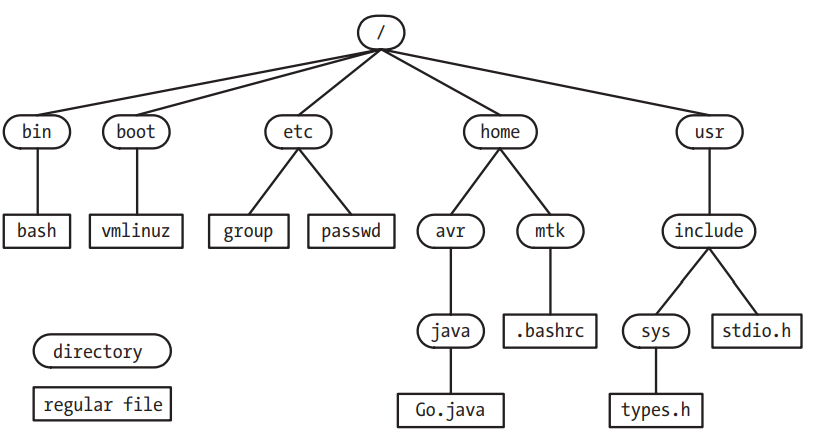 /
bin boot etc home usr
bash vmlinuz group passwd avr mtk include
java .bashrc sys stdio.h
directory
regular file Go.java types.h